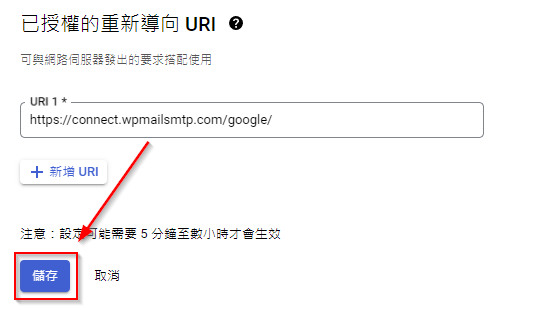 已授權的重新導向 URI
可與網路伺服器發出的要求搭配使用
URI 1 *
https://connect.wpmailsmtp.com/google/
+ 新增 URI
注意：設定可能需要 5 分鐘至數小時才會生效
儲存 取消